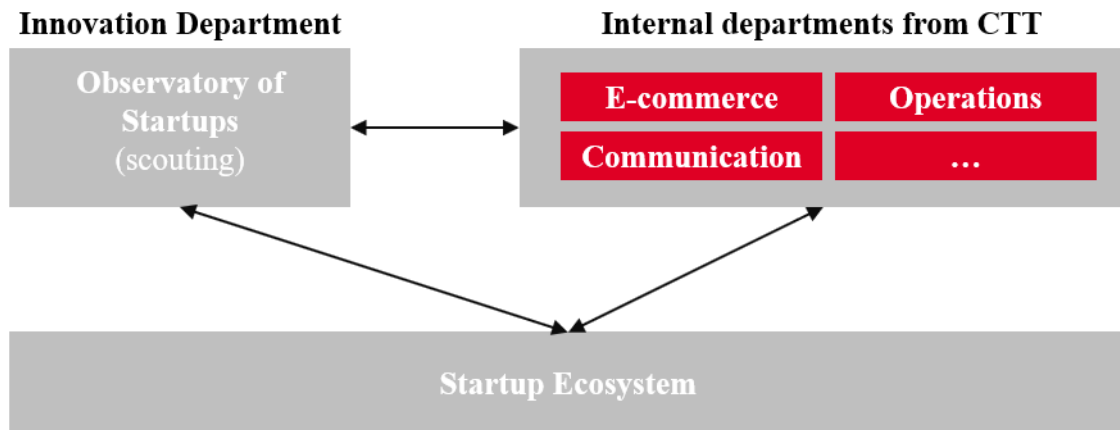 Innovation Department
Observatory of
Startups
(scouting)
Internal departments from CTT
E-commerce
Operations
Communication
...
Startup Ecosystem